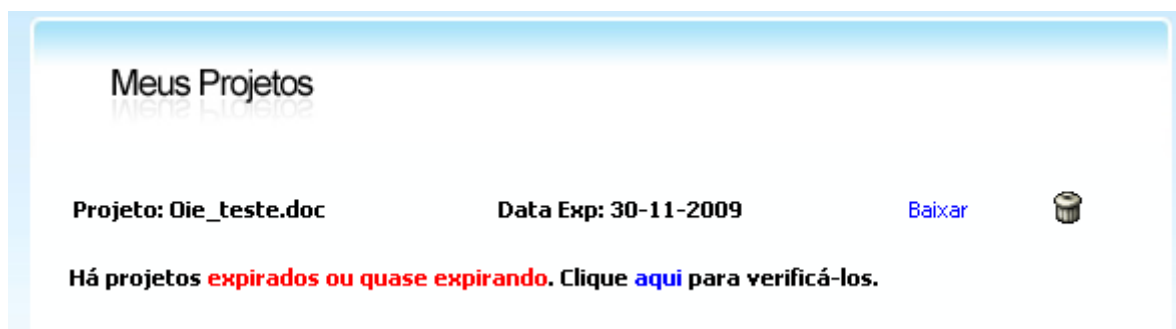 Meus Projetos
Projeto: Oie_teste.doc Data Exp: 30-11-2009 Baixar
Há projetos expirados ou quase expirando. Clique aqui para verificá-los.